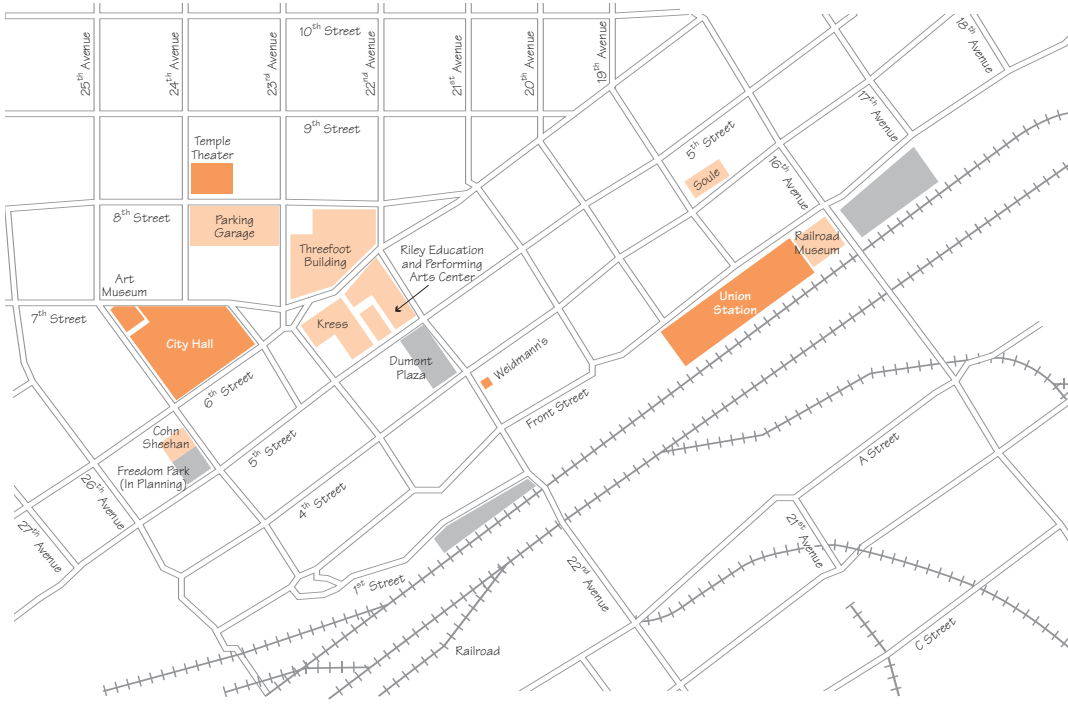 10th Street
18th Avenue
25th Avenue
24th Avenue
23rd Avenue
22nd Avenue
21st Avenue
20th Avenue
19th Avenue
17th Avenue
9th Street
5th Street
Temple
Theater
Soule
16th Avenue
8th Street
Parking
Garage
Threefoot
Building
Riley Education
and Performing
Arts Center
Railroad
Museum
Art
Museum
7th Street
Union
Station
Kress
City Hall
Dumont
Plaza
Weidmann's
6th Street
Front Street
Cohn
Sheehan
5th Street
A Street
Freedom Park
(In Planning)
26th Avenue
4th Street
27th Avenue
21st Avenue
1st Street
22nd Avenue
C Street
Railroad